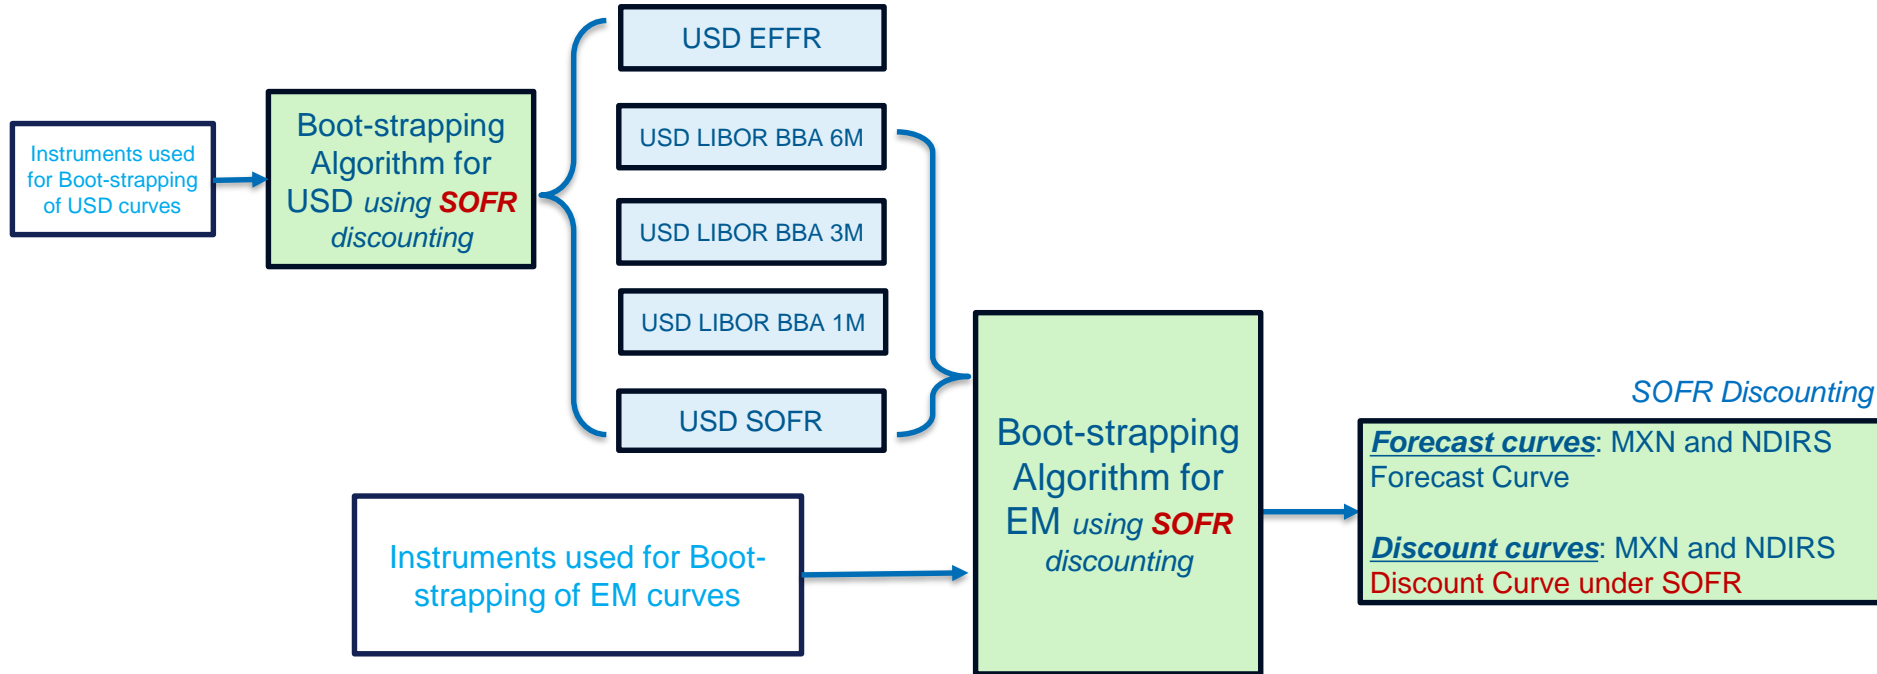 Instruments used
for Boot-strapping
of USD curves
Boot-strapping
Algorithm for
USD using SOFR
discounting
USD EFFR
USD LIBOR BBA 6M
USD LIBOR BBA 3M
USD LIBOR BBA 1M
USD SOFR
Instruments used for Boot-
strapping of EM curves
Boot-strapping
Algorithm for
EM using SOFR
discounting
SOFR Discounting
Forecast curves: MXN and NDIRS
Forecast Curve
Discount curves: MXN and NDIRS
Discount Curve under SOFR